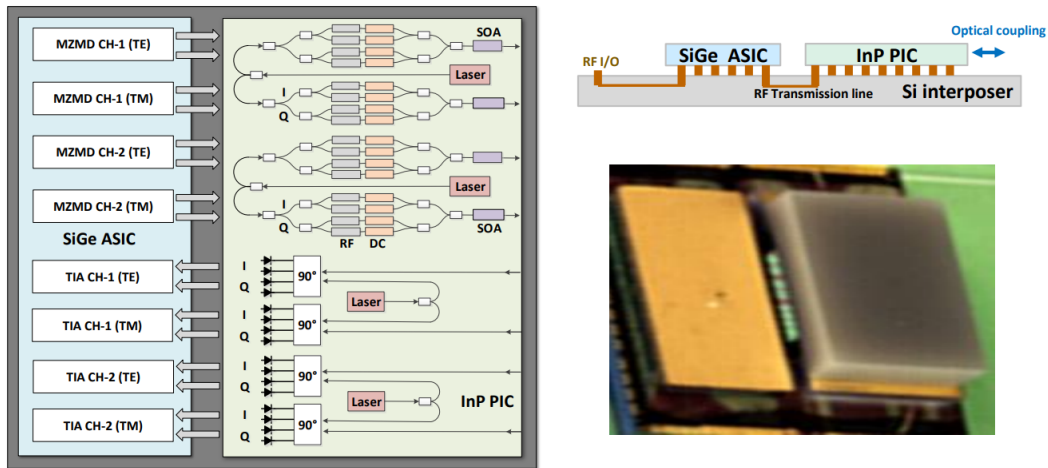 MZMD CH-1 (TE)
MZMD CH-1 (TM)
MZMD CH-2 (TE)
MZMD CH-2 (TM)
SiGe ASIC
TIA CH-1 (TE)
TIA CH-1 (TM)
TIA CH-2 (TE)
TIA CH-2 (TM)
SOA
Laser
I
Q
Laser
I
Q
RF
DC
SOA
I
Q
90°
Laser
I
Q
90°
I
Q
90°
Laser
I
Q
90°
InP PIC
Optical coupling
RF I/O
SiGe ASIC
InP PIC
RF Transmission line
Si interposer